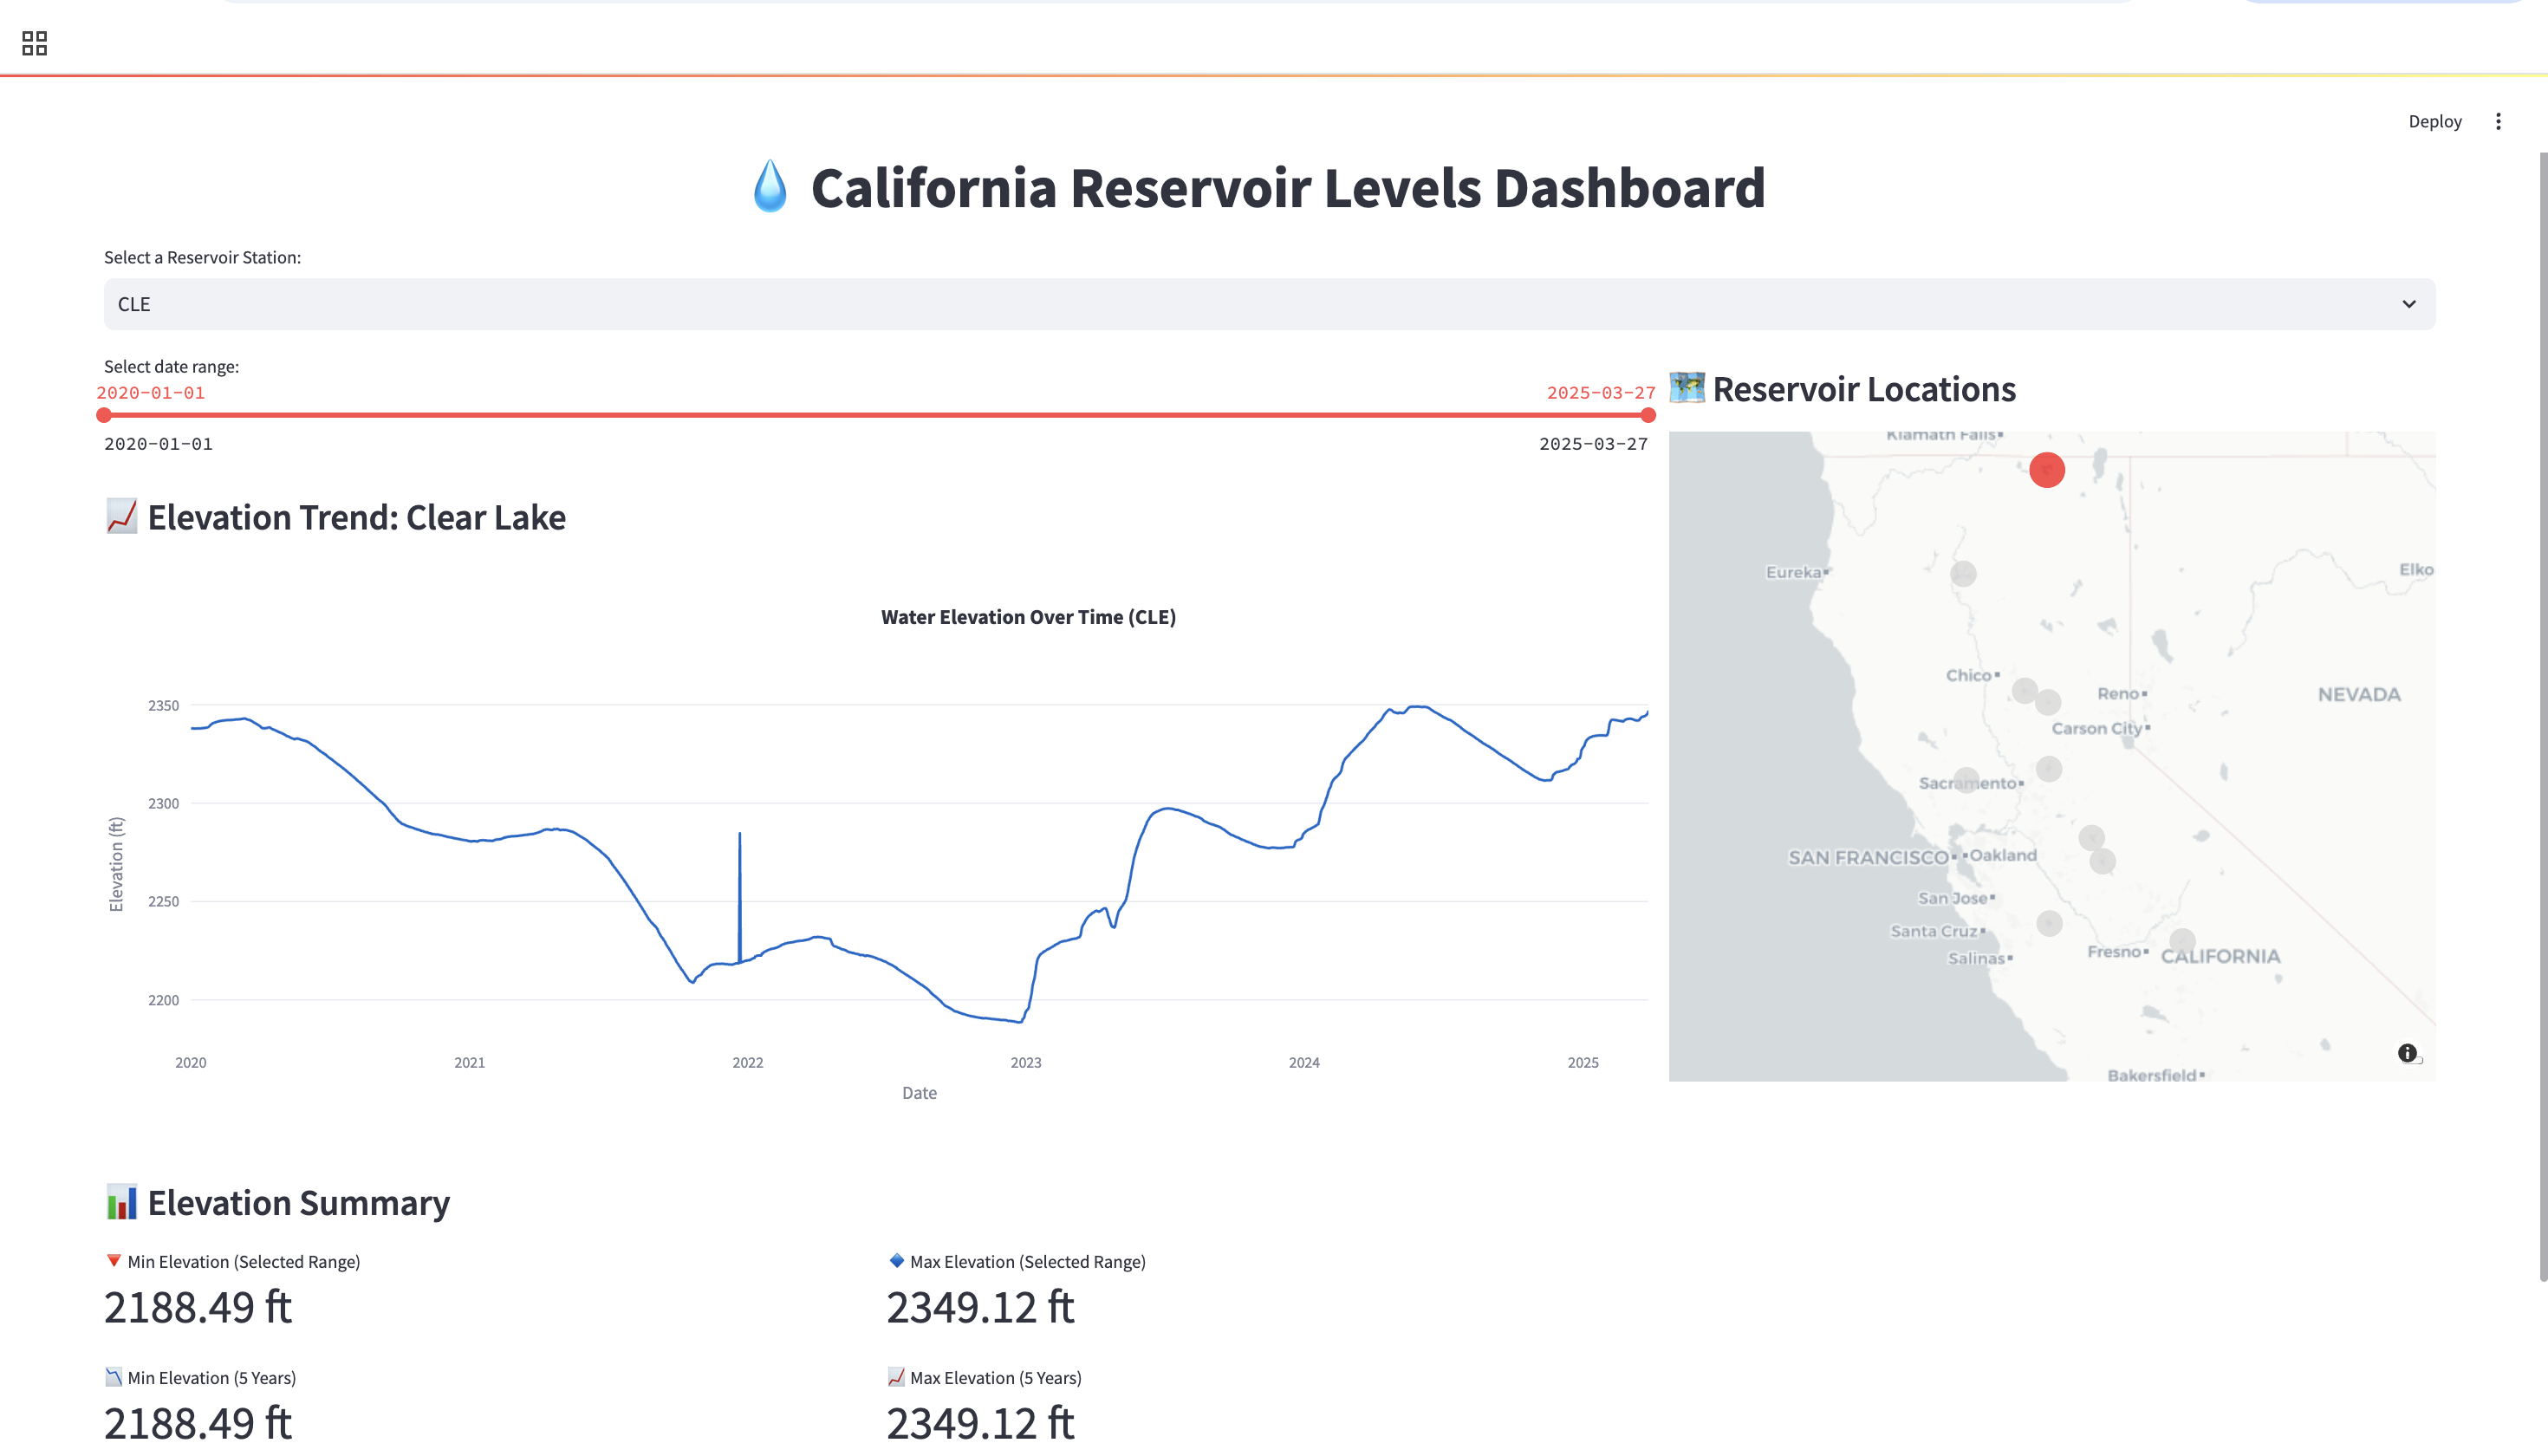 Deploy
💧 California Reservoir Levels Dashboard
Select a Reservoir Station:
CLE
Select date range:
2020-01-01
2025-03-27
2020-01-01
2025-03-27
📈 Elevation Trend: Clear Lake
Water Elevation Over Time (CLE)
Elevation (ft)
2350
2300
2250
2200
2020
2021
2022
2023
2024
2025
Date
🗺️ Reservoir Locations
Klamath Falls
Eureka
Elko
Chico
Reno
NEVADA
Carson City
Sacramento
SAN FRANCISCO
Oakland
San Jose
Santa Cruz
Fresno
CALIFORNIA
Salinas
Bakersfield
📊 Elevation Summary
🔻 Min Elevation (Selected Range)
2188.49 ft
🔷 Max Elevation (Selected Range)
2349.12 ft
📉 Min Elevation (5 Years)
2188.49 ft
📈 Max Elevation (5 Years)
2349.12 ft